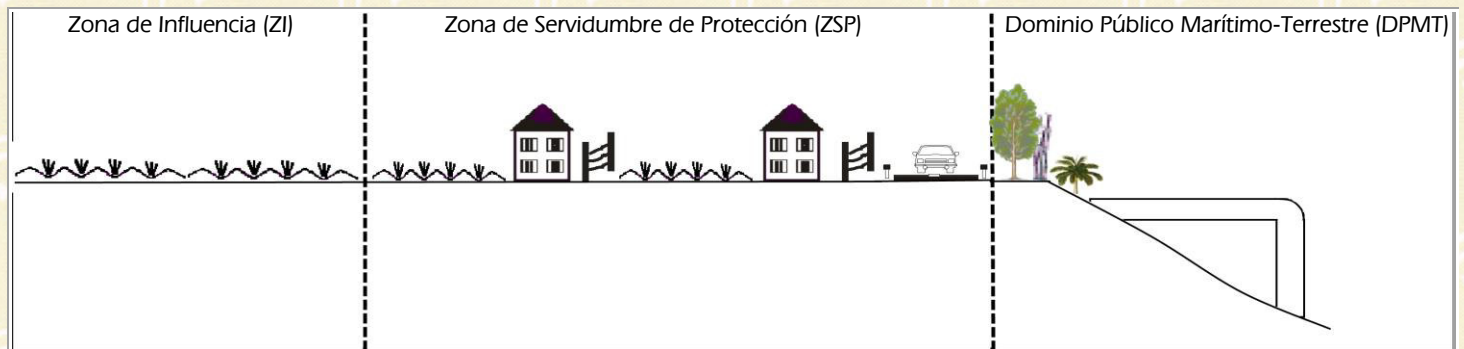 Zona de Influencia (ZI)
Zona de Servidumbre de Protección (ZSP)
Dominio Público Marítimo-Terrestre (DPMT)